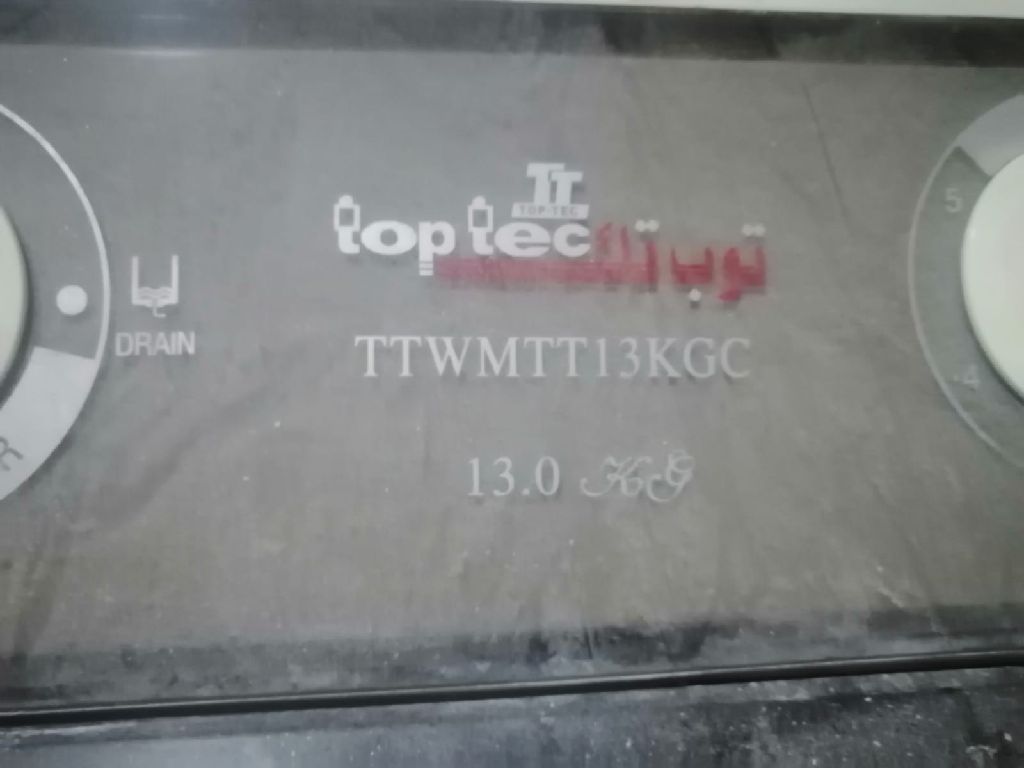 TT
TOP-TEC
top tec توب تك
TTWMTT13KGC
13.0 KG
DRAIN
R
5
4